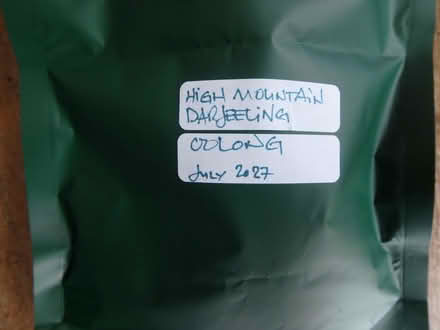 HIGH MOUNTAIN
DARJEELING
OOLONG
JULY 2027